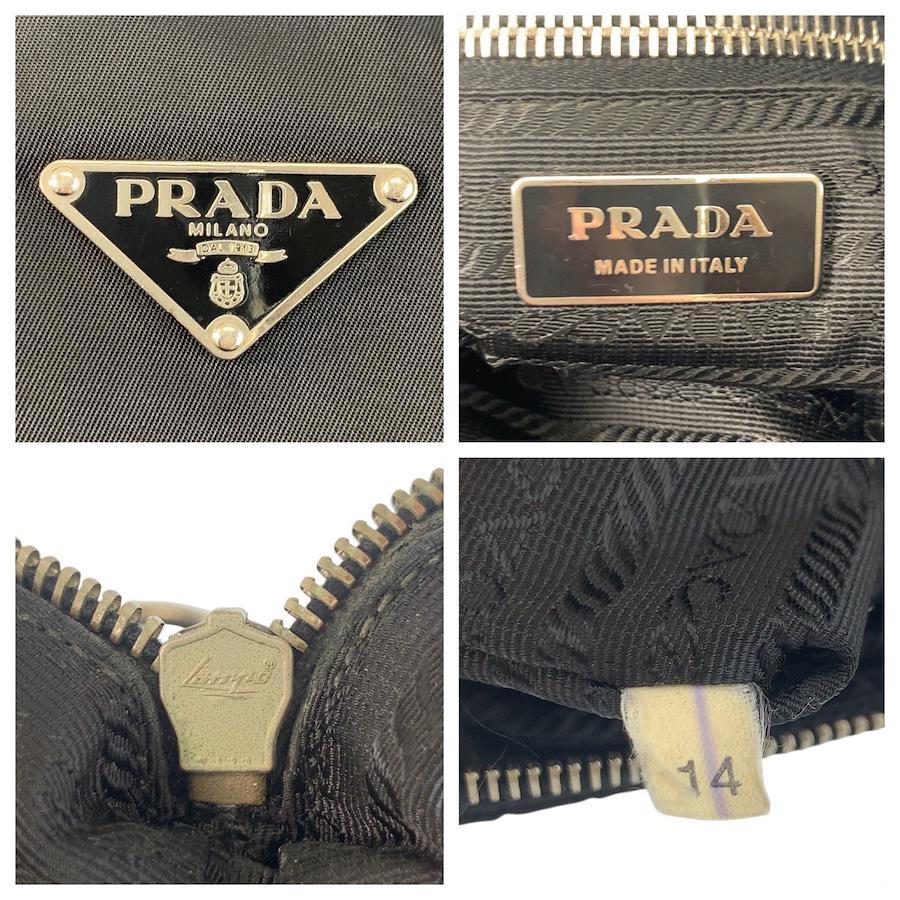 PRADA
MILANO
DAL 1913
PRADA
MADE IN ITALY
Lampo®
14